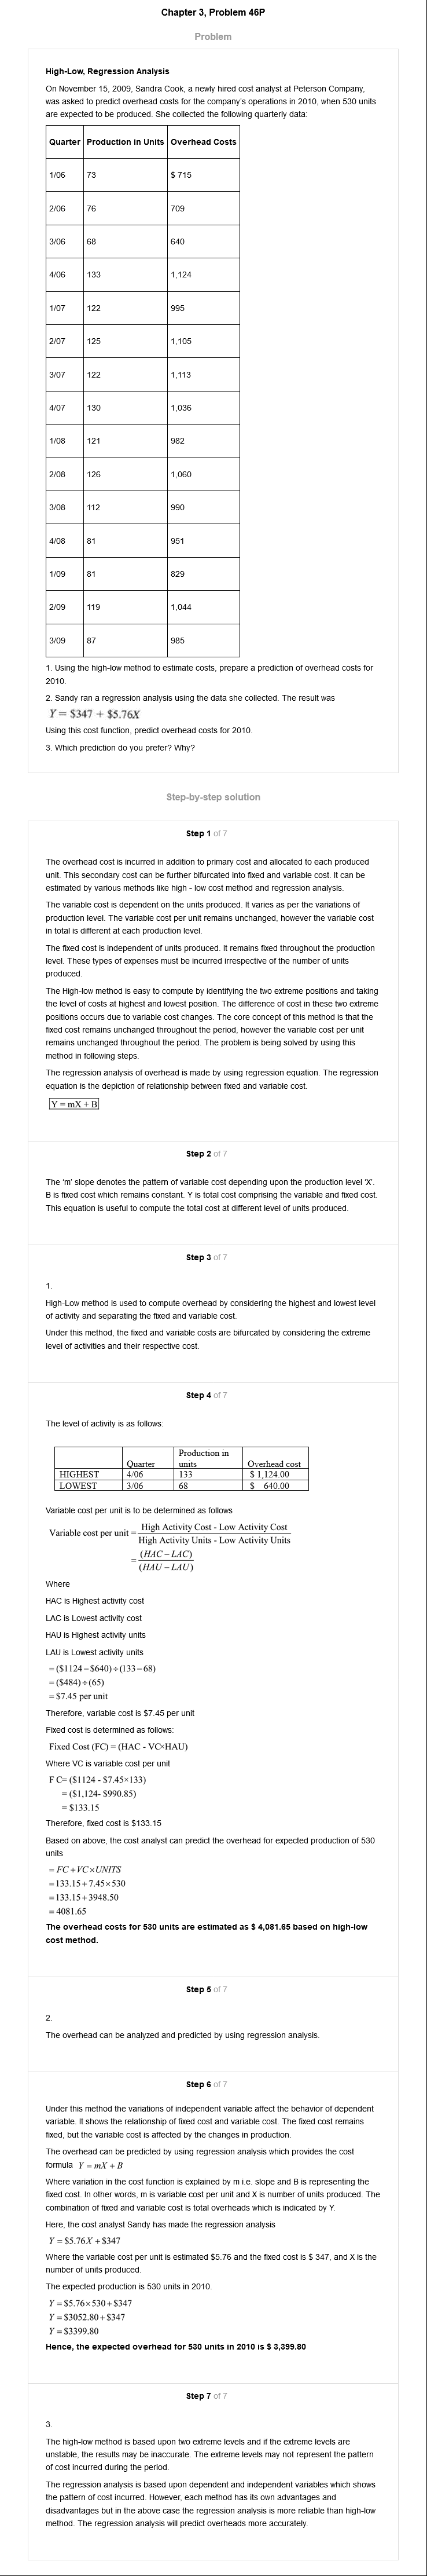 Chapter 3, Problem 46P
Problem
High-Low, Regression Analysis
On November 15, 2009, Sandra Cook, a newly hired cost analyst at Peterson Company,
was asked to predict overhead costs for the company's operations in 2010, when 530 units
are expected to be produced. She collected the following quarterly data:
Quarter Production in Units Overhead Costs
1/06 73 $ 715
2/06 76 709
3/06 68 640
4/06 133 1,124
1/07 122 995
2/07 125 1,105
3/07 122 1,113
4/07 130 1,036
1/08 121 982
2/08 126 1,060
3/08 112 990
4/08 81 951
1/09 81 829
2/09 119 1,044
3/09 87 985
1. Using the high-low method to estimate costs, prepare a prediction of overhead costs for
2010.
2. Sandy ran a regression analysis using the data she collected. The result was
Y = $347 + $5.76X
Using this cost function, predict overhead costs for 2010.
3. Which prediction do you prefer? Why?
Step-by-step solution
Step 1 of 7
The overhead cost is incurred in addition to primary cost and allocated to each produced
unit. This secondary cost can be further bifurcated into fixed and variable cost. It can be
estimated by various methods like high - low cost method and regression analysis.
The variable cost is dependent on the units produced. It varies as per the variations of
production level. The variable cost per unit remains unchanged, however the variable cost
in total is different at each production level.
The fixed cost is independent of units produced. It remains fixed throughout the production
level. These types of expenses must be incurred irrespective of the number of units
produced.
The High-low method is easy to compute by identifying the two extreme positions and taking
the level of costs at highest and lowest position. The difference of cost in these two extreme
positions occurs due to variable cost changes. The core concept of this method is that the
fixed cost remains unchanged throughout the period, however the variable cost per unit
remains unchanged throughout the period. The problem is being solved by using this
method in following steps.
The regression analysis of overhead is made by using regression equation. The regression
equation is the depiction of relationship between fixed and variable cost.
Y = mX + B
Step 2 of 7
The 'm' slope denotes the pattern of variable cost depending upon the production level 'X'.
B is fixed cost which remains constant. Y is total cost comprising the variable and fixed cost.
This equation is useful to compute the total cost at different level of units produced.
Step 3 of 7
1.
High-Low method is used to compute overhead by considering the highest and lowest level
of activity and separating the fixed and variable cost.
Under this method, the fixed and variable costs are bifurcated by considering the extreme
level of activities and their respective cost.
Step 4 of 7
The level of activity is as follows:
Quarter Production in units Overhead cost
HIGHEST 4/06 133 $ 1,124.00
LOWEST 3/06 68 $ 640.00
Variable cost per unit is to be determined as follows
Variable cost per unit = High Activity Cost - Low Activity Cost
High Activity Units - Low Activity Units
= (HAC – LAC)
(HAU – LAU)
Where
HAC is Highest activity cost
LAC is Lowest activity cost
HAU is Highest activity units
LAU is Lowest activity units
= ($1124 – $640) ÷ (133 – 68)
= ($484) ÷ (65)
= $7.45 per unit
Therefore, variable cost is $7.45 per unit
Fixed cost is determined as follows:
Fixed Cost (FC) = (HAC - VC×HAU)
Where VC is variable cost per unit
F C= ($1124 - $7.45×133)
= ($1,124- $990.85)
= $133.15
Therefore, fixed cost is $133.15
Based on above, the cost analyst can predict the overhead for expected production of 530
units
= FC + VC × UNITS
= 133.15 + 7.45 × 530
= 133.15 + 3948.50
= 4081.65
The overhead costs for 530 units are estimated as $ 4,081.65 based on high-low
cost method.
Step 5 of 7
2.
The overhead can be analyzed and predicted by using regression analysis.
Step 6 of 7
Under this method the variations of independent variable affect the behavior of dependent
variable. It shows the relationship of fixed cost and variable cost. The fixed cost remains
fixed, but the variable cost is affected by the changes in production.
The overhead can be predicted by using regression analysis which provides the cost
formula Y = mX + B
Where variation in the cost function is explained by m i.e. slope and B is representing the
fixed cost. In other words, m is variable cost per unit and X is number of units produced. The
combination of fixed and variable cost is total overheads which is indicated by Y.
Here, the cost analyst Sandy has made the regression analysis
Y = $5.76X + $347
Where the variable cost per unit is estimated $5.76 and the fixed cost is $ 347, and X is the
number of units produced.
The expected production is 530 units in 2010.
Y = $5.76×530 + $347
Y = $3052.80 + $347
Y = $3399.80
Hence, the expected overhead for 530 units in 2010 is $ 3,399.80
Step 7 of 7
3.
The high-low method is based upon two extreme levels and if the extreme levels are
unstable, the results may be inaccurate. The extreme levels may not represent the pattern
of cost incurred during the period.
The regression analysis is based upon dependent and independent variables which shows
the pattern of cost incurred. However, each method has its own advantages and
disadvantages but in the above case the regression analysis is more reliable than high-low
method. The regression analysis will predict overheads more accurately.